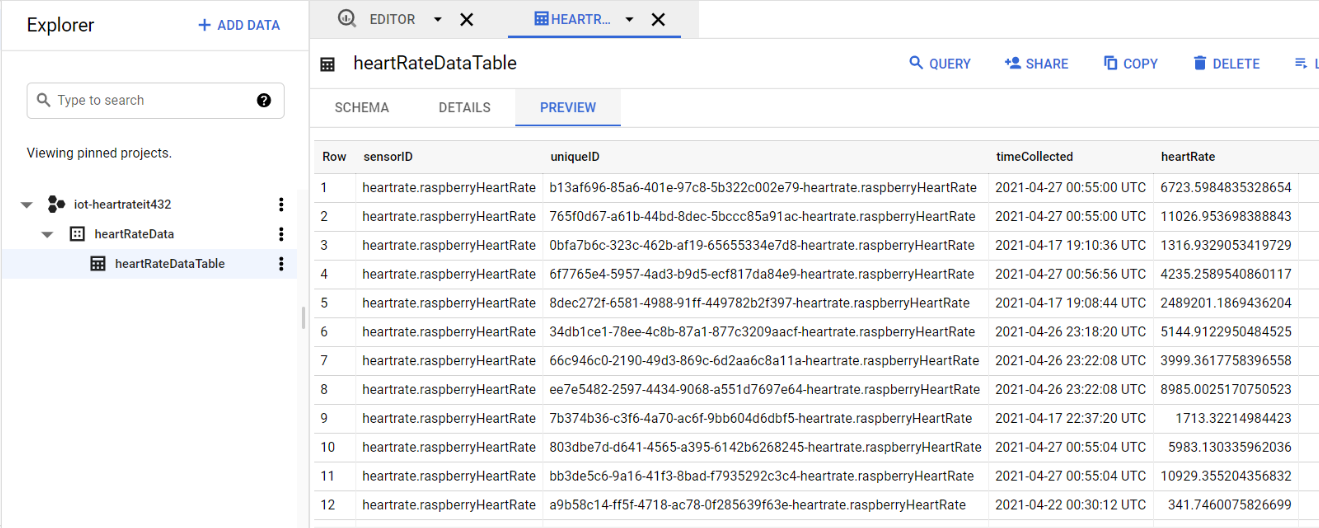 Explorer
+ ADD DATA
Type to search
Viewing pinned projects.
iot-heartrateit432
heartRateData
heartRateDataTable
EDITOR
HEARTR...
heartRateDataTable
QUERY
SHARE
COPY
DELETE
L
SCHEMA
DETAILS
PREVIEW
Row sensorID uniqueID timeCollected heartRate
1 heartrate.raspberryHeartRate b13af696-85a6-401e-97c8-5b322c002e79-heartrate.raspberryHeartRate 2021-04-27 00:55:00 UTC 6723.5984835328654
2 heartrate.raspberryHeartRate 765f0d67-a61b-44bd-8dec-5bccc85a91ac-heartrate.raspberryHeartRate 2021-04-27 00:55:00 UTC 11026.953698388843
3 heartrate.raspberryHeartRate 0bfa7b6c-323c-462b-af19-65655334e7d8-heartrate.raspberryHeartRate 2021-04-17 19:10:36 UTC 1316.9329053419729
4 heartrate.raspberryHeartRate 6f7765e4-5957-4ad3-b9d5-ecf817da84e9-heartrate.raspberryHeartRate 2021-04-27 00:56:56 UTC 4235.2589540860117
5 heartrate.raspberryHeartRate 8dec272f-6581-4988-91ff-449782b2f397-heartrate.raspberryHeartRate 2021-04-17 19:08:44 UTC 2489201.1869436204
6 heartrate.raspberryHeartRate 34db1ce1-78ee-4c8b-87a1-877c3209aacf-heartrate.raspberryHeartRate 2021-04-26 23:18:20 UTC 5144.9122950484525
7 heartrate.raspberryHeartRate 66c946c0-2190-49d3-869c-6d2aa6c8a11a-heartrate.raspberryHeartRate 2021-04-26 23:22:08 UTC 3999.3617758396558
8 heartrate.raspberryHeartRate ee7e5482-2597-4434-9068-a551d7697e64-heartrate.raspberryHeartRate 2021-04-26 23:22:08 UTC 8985.0025170750523
9 heartrate.raspberryHeartRate 7b374b36-c3f6-4a70-ac6f-9bb604d6dbf5-heartrate.raspberryHeartRate 2021-04-17 22:37:20 UTC 1713.32214984423
10 heartrate.raspberryHeartRate 803dbe7d-d641-4565-a395-6142b6268245-heartrate.raspberryHeartRate 2021-04-27 00:55:04 UTC 5983.130335962036
11 heartrate.raspberryHeartRate bb3de5c6-9a16-41f3-8bad-f7935292c3c4-heartrate.raspberryHeartRate 2021-04-27 00:55:04 UTC 10929.355204356832
12 heartrate.raspberryHeartRate a9b58c14-ff5f-4718-ac78-0f285639f63e-heartrate.raspberryHeartRate 2021-04-22 00:30:12 UTC 341.7460075826699